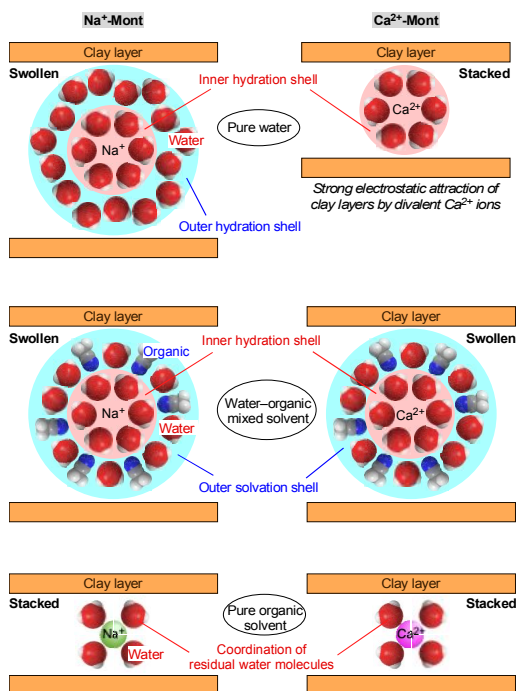 Na⁺-Mont
Ca²⁺-Mont
Clay layer
Clay layer
Swollen
Inner hydration shell
Stacked
Na⁺
Water
Pure water
Ca²⁺
Outer hydration shell
Strong electrostatic attraction of
clay layers by divalent Ca²⁺ ions
Clay layer
Clay layer
Swollen
Organic
Inner hydration shell
Swollen
Na⁺
Water
Water–organic
mixed solvent
Ca²⁺
Outer solvation shell
Clay layer
Clay layer
Stacked
Pure organic
solvent
Stacked
Na⁺
Water
Coordination of
residual water molecules
Ca²⁺